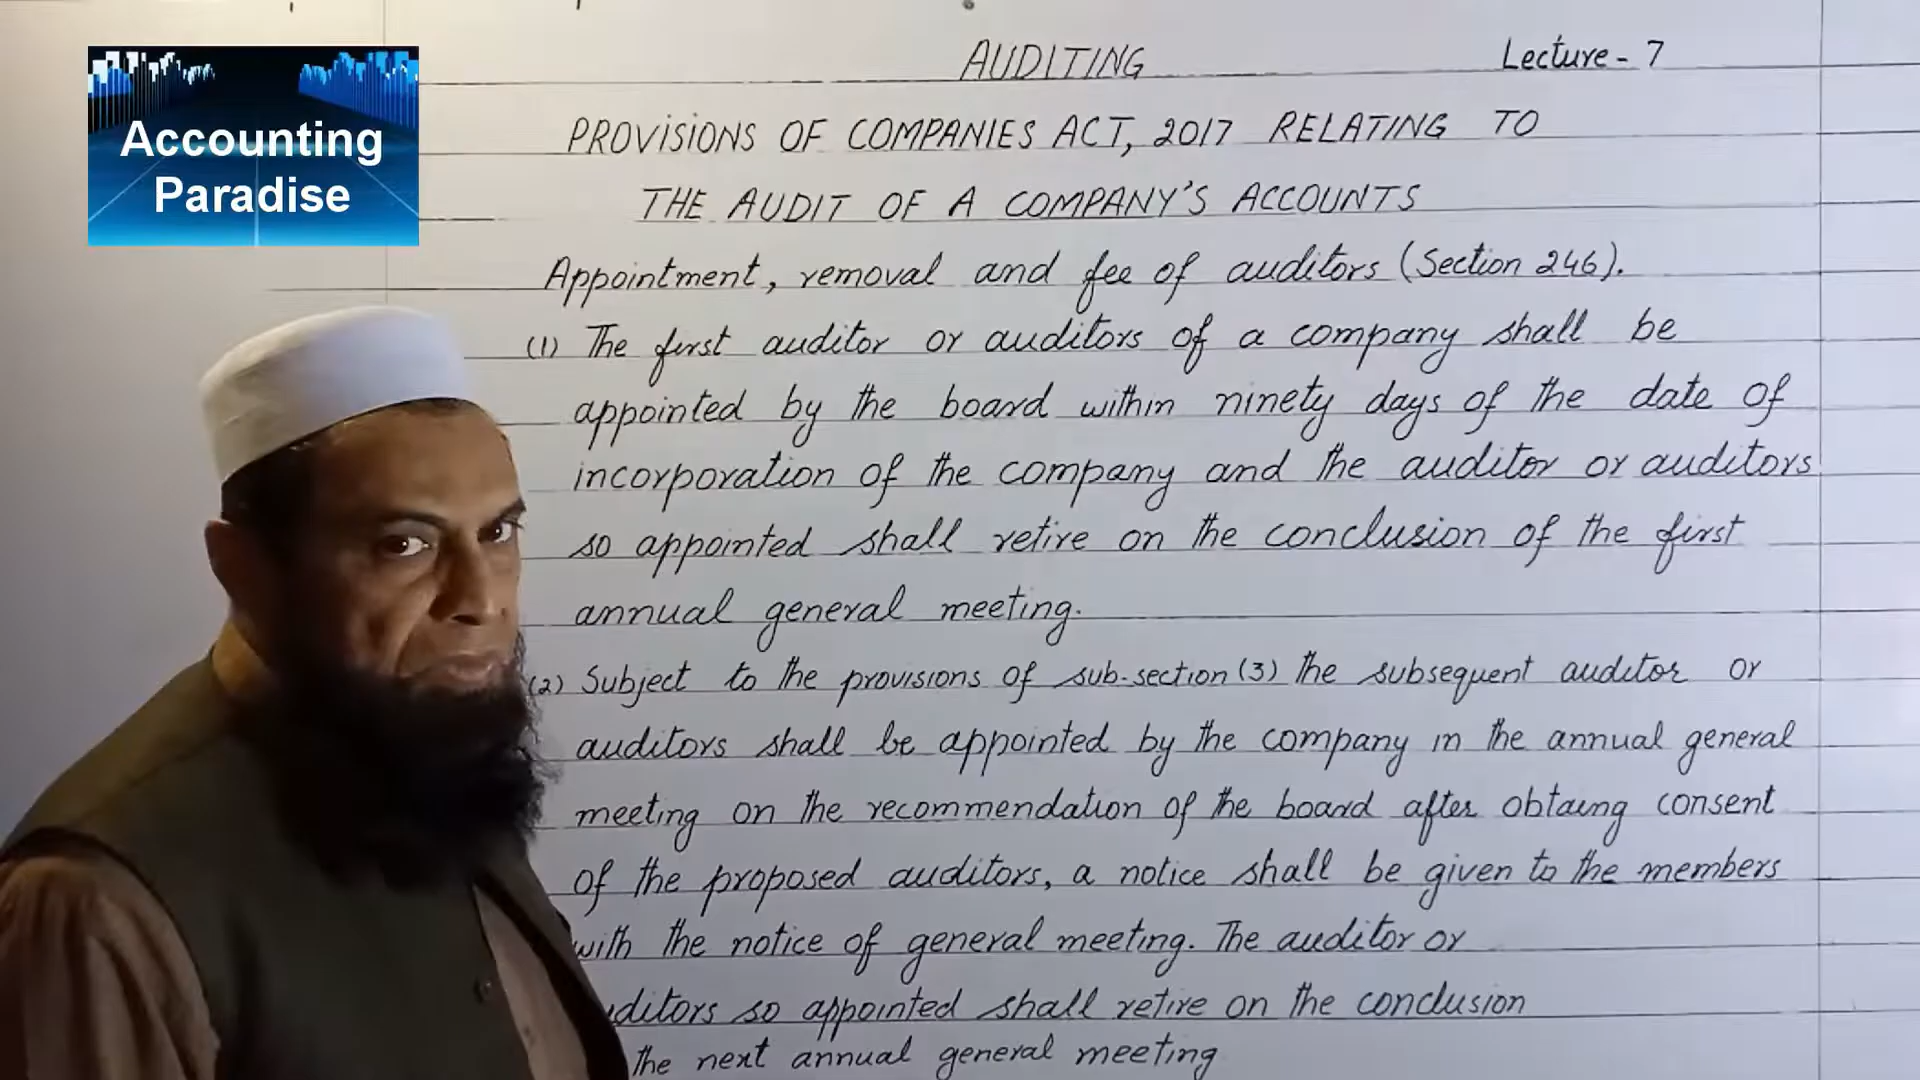 Accounting
Paradise
AUDITING Lecture - 7
PROVISIONS OF COMPANIES ACT, 2017 RELATING TO
THE AUDIT OF A COMPANY'S ACCOUNTS
Appointment, removal and fee of auditors (Section 246).
(1) The first auditor or auditors of a company shall be
appointed by the board within ninety days of the date of
incorporation of the company and the auditor or auditors
so appointed shall retire on the conclusion of the first
annual general meeting.
(2) Subject to the provisions of sub-section (3) the subsequent auditor or
auditors shall be appointed by the company in the annual general
meeting on the recommendation of the board after obtaing consent
of the proposed auditors, a notice shall be given to the members
with the notice of general meeting. The auditor or
uditors so appointed shall retire on the conclusion
the next annual general meeting